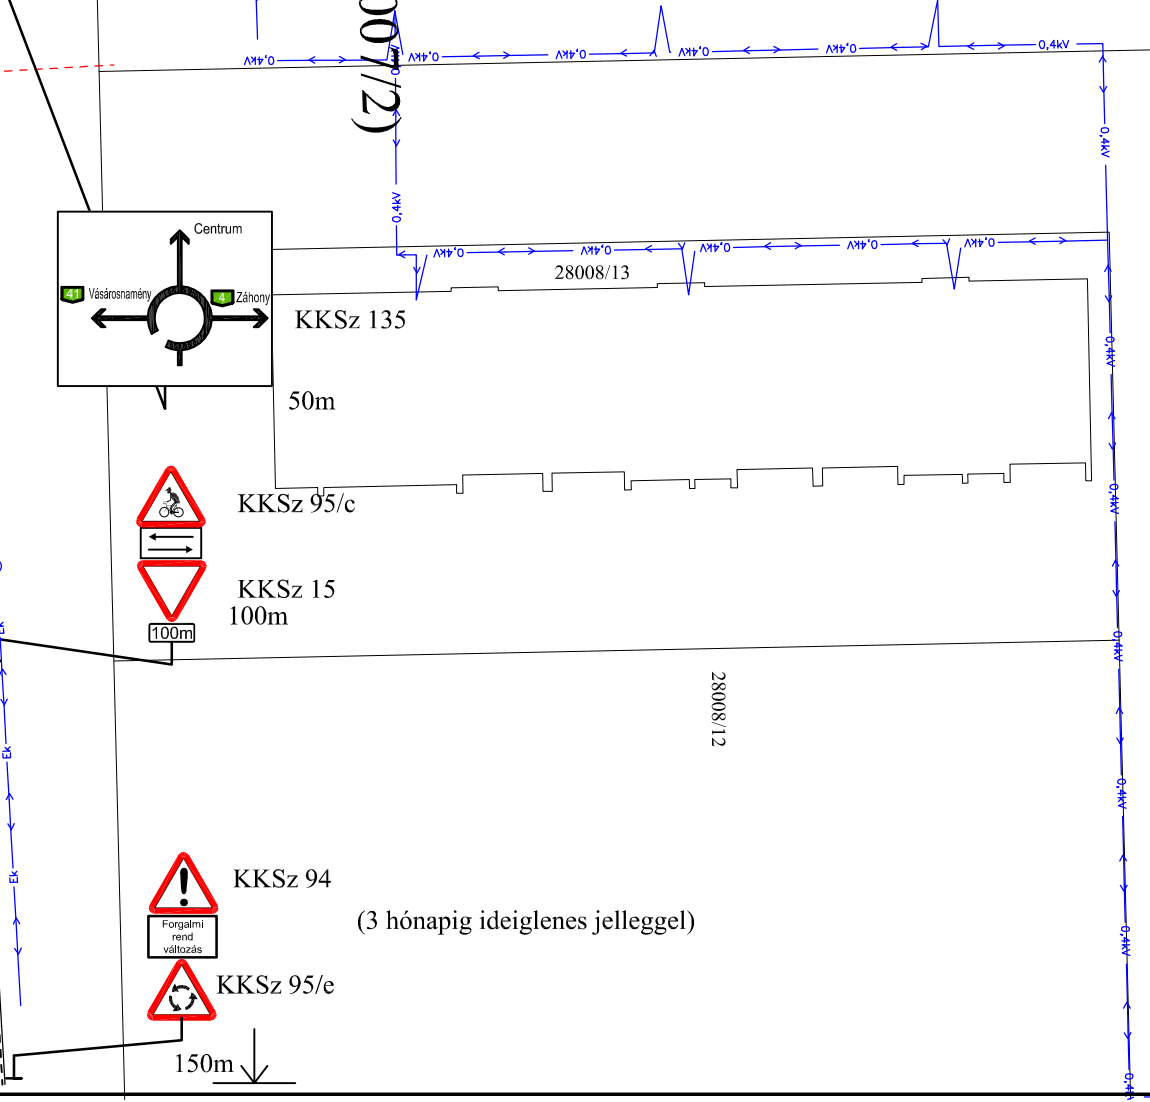 007/2)
0,4kV
0,4kV
0,4kV
0,4kV
0,4kV
0,4kV
0,4kV
0,4kV
0,4kV
0,4kV
0,4kV
0,4kV
0,4kV
0,4kV
28008/13
Centrum
41
Vásárosnamény
4
Záhony
KKSz 135
0,4kV
50m
KKSz 95/c
0,4kV
KKSz 15
100m
100m
Ek
0,4kV
28008/12
Ek
0,4kV
Ek
KKSz 94
Forgalmi
rend
változás
(3 hónapig ideiglenes jelleggel)
0,4kV
KKSz 95/e
150m
0,4kV